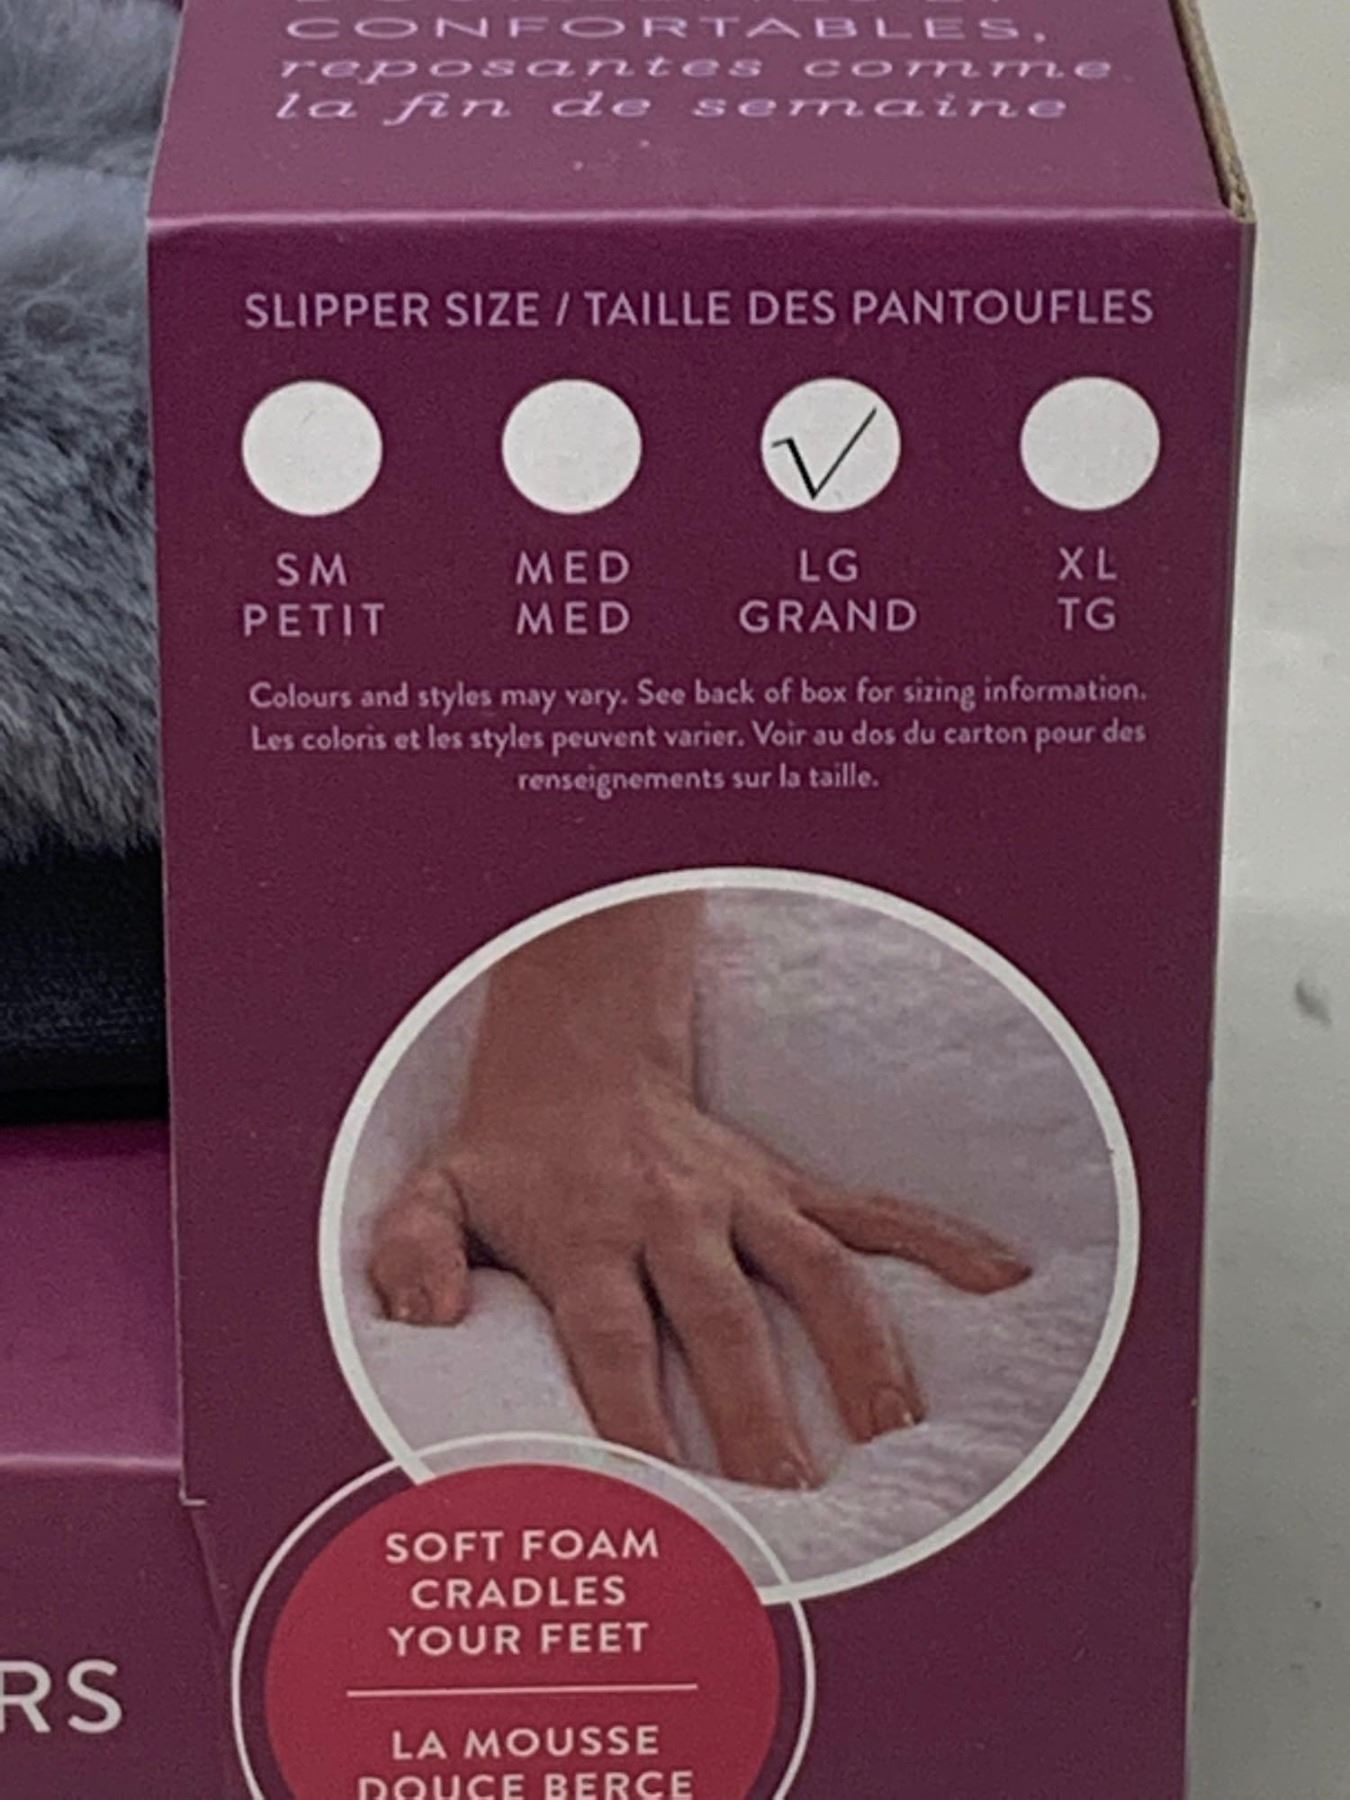 CONFORTABLES,
reposantes comme
la fin de semaine
SLIPPER SIZE / TAILLE DES PANTOUFLES
SM
PETIT
MED
MED
LG
GRAND
XL
TG
Colours and styles may vary. See back of box for sizing information.
Les coloris et les styles peuvent varier. Voir au dos du carton pour des
renseignements sur la taille.
SOFT FOAM
CRADLES
YOUR FEET
LA MOUSSE
DOUCE BERCE
RS